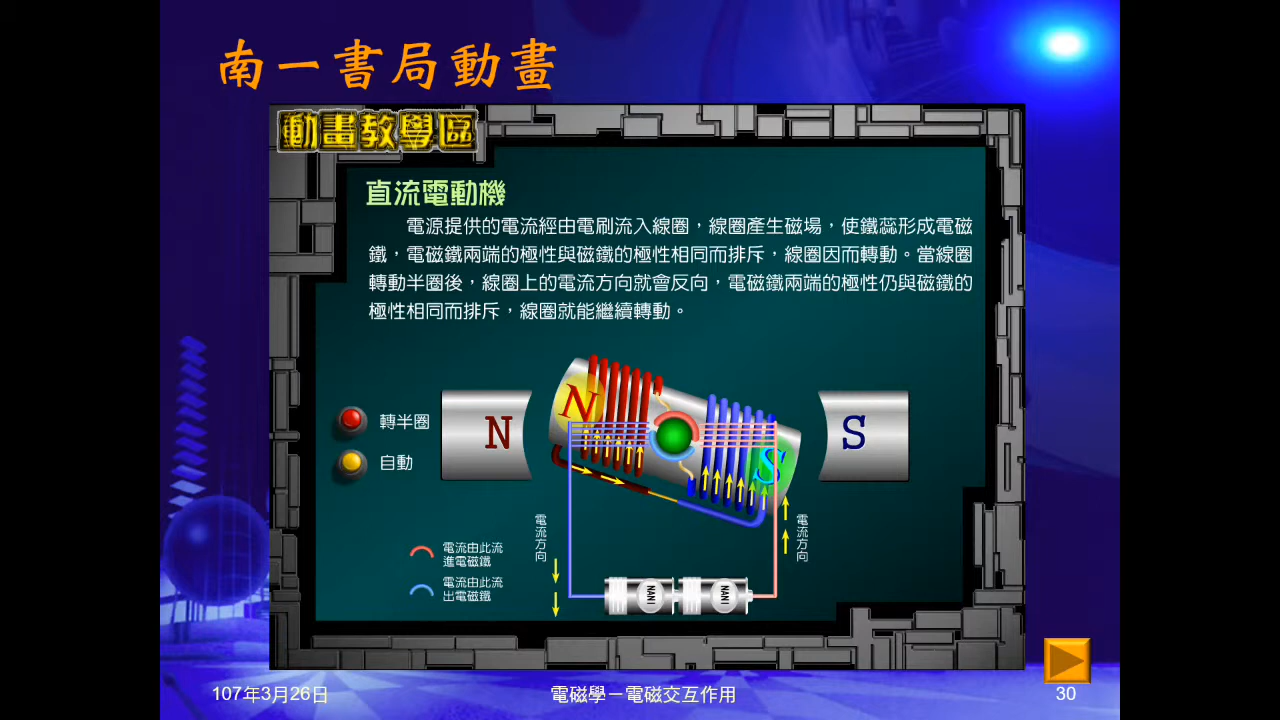 南一書局動畫
動畫教學區
直流電動機
電源提供的電流經由電刷流入線圈，線圈產生磁場，使鐵蕊形成電磁
鐵，電磁鐵兩端的極性與磁鐵的極性相同而排斥，線圈因而轉動。當線圈
轉動半圈後，線圈上的電流方向就會反向，電磁鐵兩端的極性仍與磁鐵的
極性相同而排斥，線圈就能繼續轉動。
轉半圈
自動
N
N
S
S
電流方向
電流方向
電流由此流
進電磁鐵
電流由此流
出電磁鐵
NANI
NANI
107年3月26日
電磁學－電磁交互作用
30